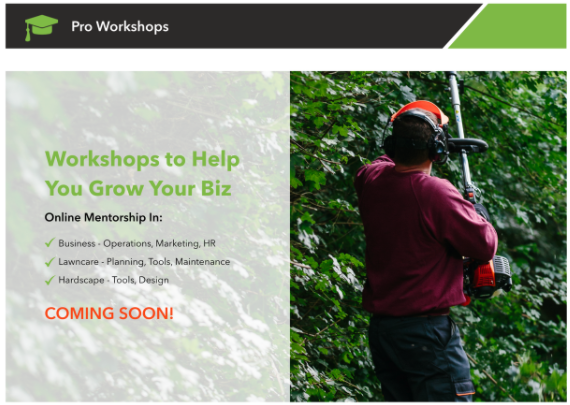 Pro Workshops
Workshops to Help
You Grow Your Biz
Online Mentorship In:
Business - Operations, Marketing, HR
Lawncare - Planning, Tools, Maintenance
Hardscape - Tools, Design
COMING SOON!